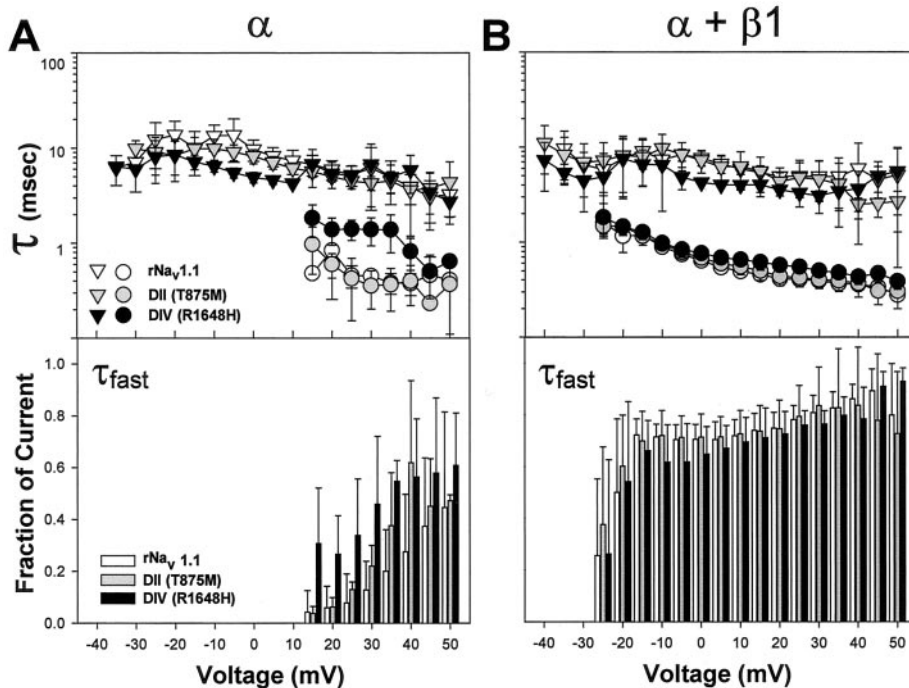 A
α
B
α + β1
100
10
1
τ (msec)
rNaV1.1
DII (T875M)
DIV (R1648H)
τfast
1.0
0.8
0.6
0.4
0.2
0.0
Fraction of Current
rNaV 1.1
DII (T875M)
DIV (R1648H)
-40 -30 -20 -10 0 10 20 30 40 50
Voltage (mV)
τfast
-40 -30 -20 -10 0 10 20 30 40 50
Voltage (mV)